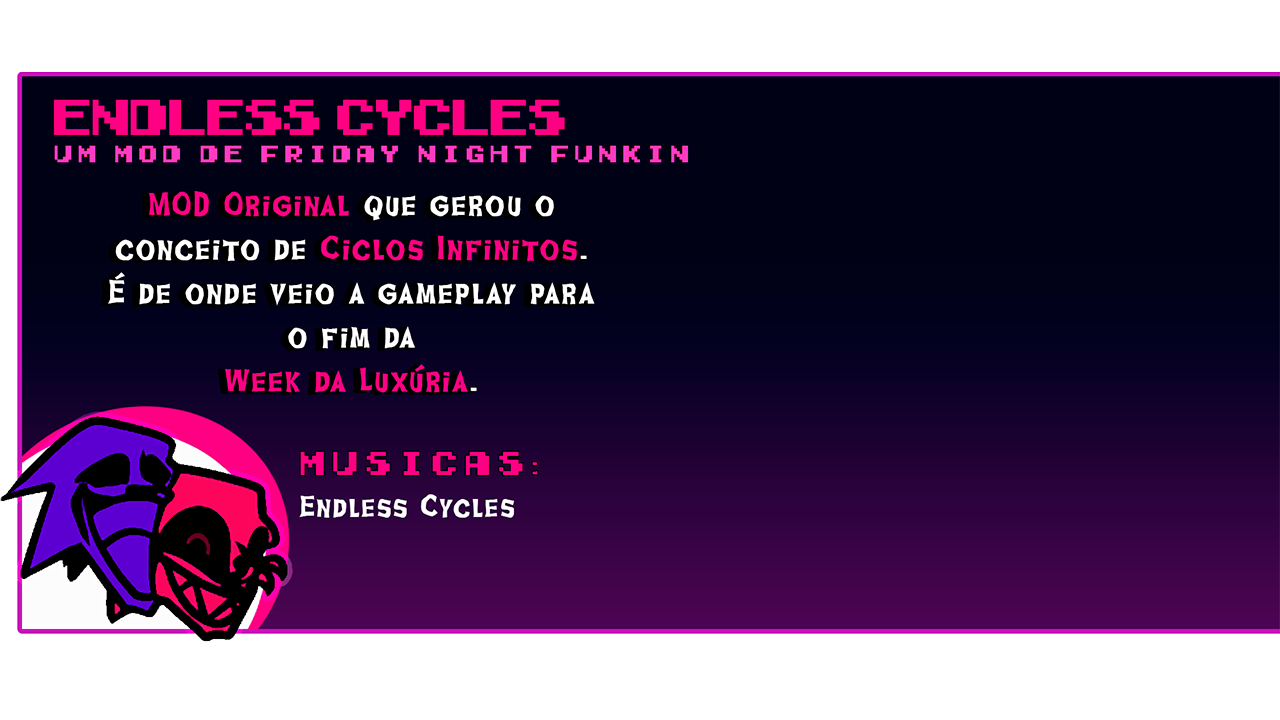 ENDLESS CYCLES
UM MOD DE FRIDAY NIGHT FUNKIN
MOD Original que gerou o
conceito de Ciclos Infinitos.
É de onde veio a gameplay para
o fim da
Week da Luxúria.
MUSICAS:
Endless Cycles